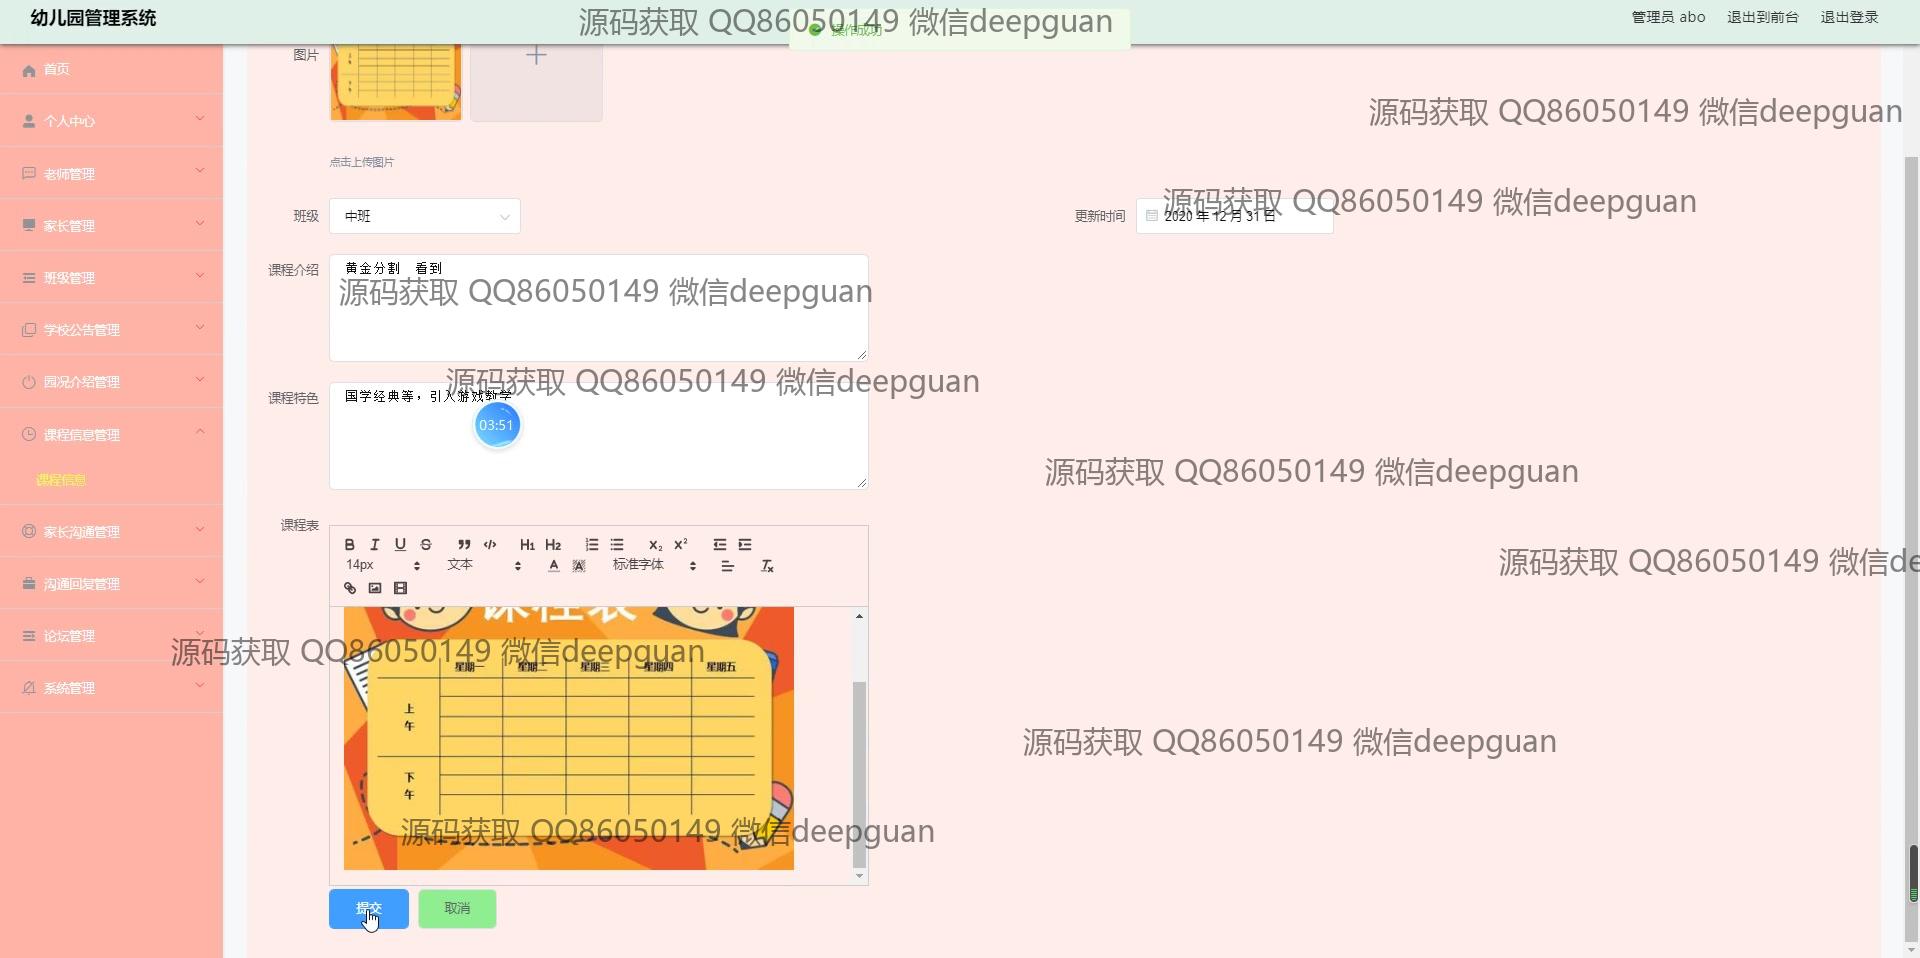 幼儿园管理系统
源码获取 QQ86050149 微信deepguan
操作成功
管理员 abo
退出到前台
退出登录
首页
个人中心
老师管理
家长管理
班级管理
学校公告管理
园况介绍管理
课程信息管理
课程信息
家长沟通管理
沟通回复管理
论坛管理
系统管理
图片
源码获取 QQ86050149 微信deepguan
点击上传图片
班级
中班
更新时间
2020 年 12 月 31 日
源码获取 QQ86050149 微信deepguan
课程介绍
黄金分割 看到
源码获取 QQ86050149 微信deepguan
源码获取 QQ86050149 微信deepguan
课程特色
国学经典等，引入游戏教学
03:51
源码获取 QQ86050149 微信deepguan
课程表
B I U S ” </> H1 H2 X2 X2
14px 文本 A A 标准字体 Tx
源码获取 QQ86050149 微信de
课程表
源码获取 QQ86050149 微信deepguan
星期一 星期二 星期三 星期四 星期五
上午
源码获取 QQ86050149 微信deepguan
下午
源码获取 QQ86050149 微信deepguan
提交
取消